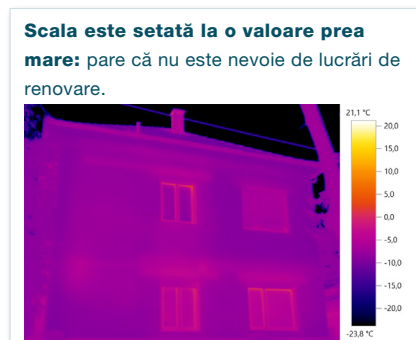 Scala este setată la o valoare prea
mare: pare că nu este nevoie de lucrări de
renovare.
21,1 °C
20,0
15,0
10,0
5,0
0,0
-5,0
-10,0
-15,0
-20,0
-23,8 °C